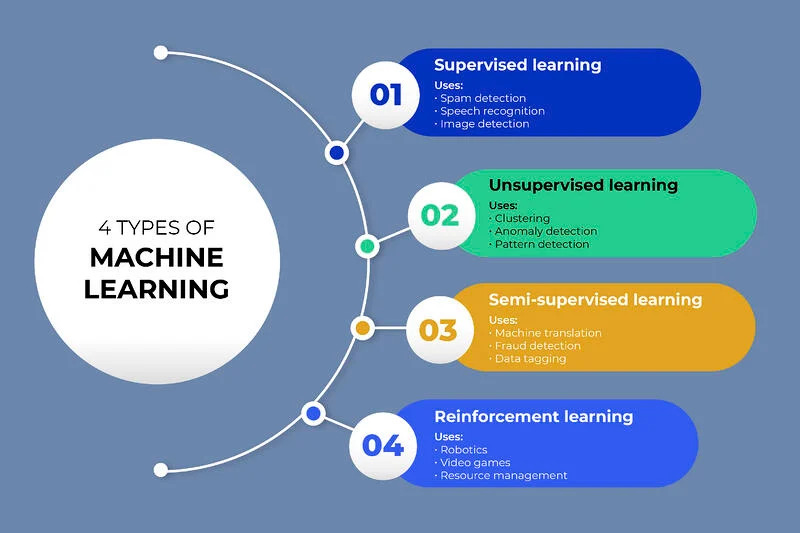 4 TYPES OF
MACHINE
LEARNING
01
Supervised learning
Uses:
· Spam detection
· Speech recognition
· Image detection
02
Unsupervised learning
Uses:
· Clustering
· Anomaly detection
· Pattern detection
03
Semi-supervised learning
Uses:
· Machine translation
· Fraud detection
· Data tagging
04
Reinforcement learning
Uses:
· Robotics
· Video games
· Resource management